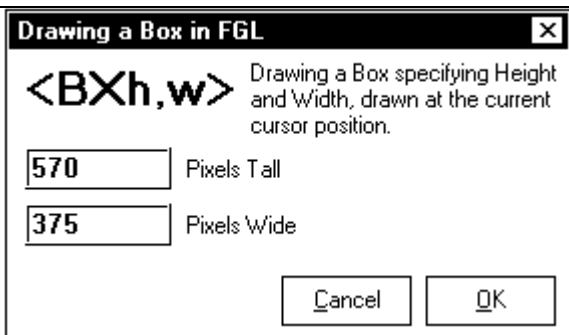 Drawing a Box in FGL
<BXh,w>
Drawing a Box specifying Height
and Width, drawn at the current
cursor position.
570 Pixels Tall
375 Pixels Wide
Cancel OK